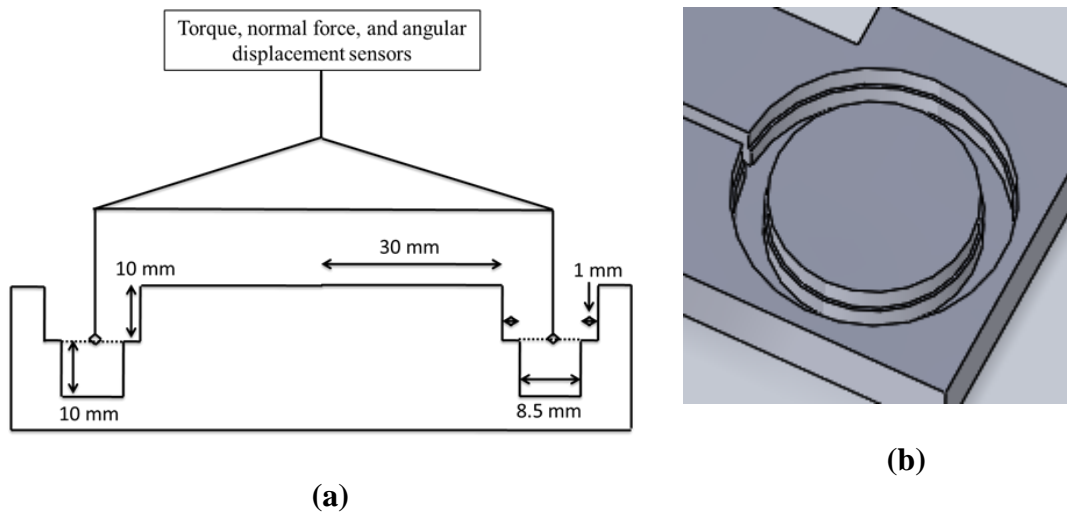 Torque, normal force, and angular
displacement sensors
30 mm
10 mm
1 mm
10 mm
8.5 mm
(a)
(b)